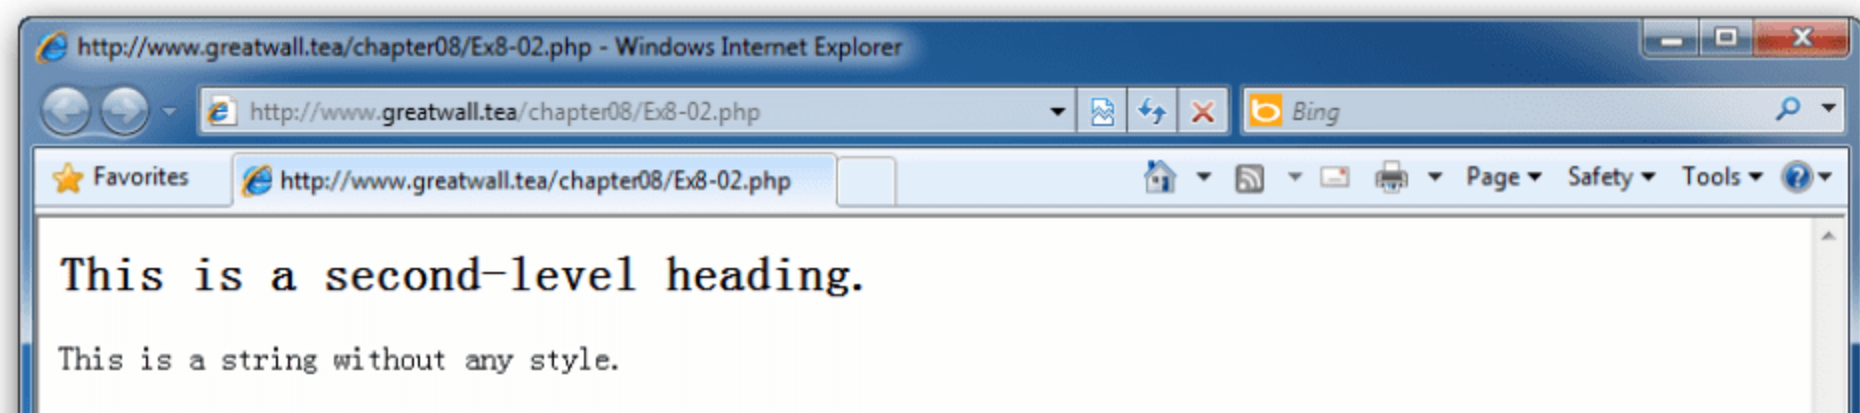 http://www.greatwall.tea/chapter08/Ex8-02.php - Windows Internet Explorer
http://www.greatwall.tea/chapter08/Ex8-02.php Bing
Favorites http://www.greatwall.tea/chapter08/Ex8-02.php Page Safety Tools
This is a second-level heading.
This is a string without any style.